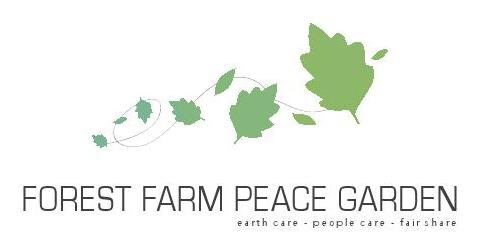 FOREST FARM PEACE GARDEN
earth care - people care - fair share